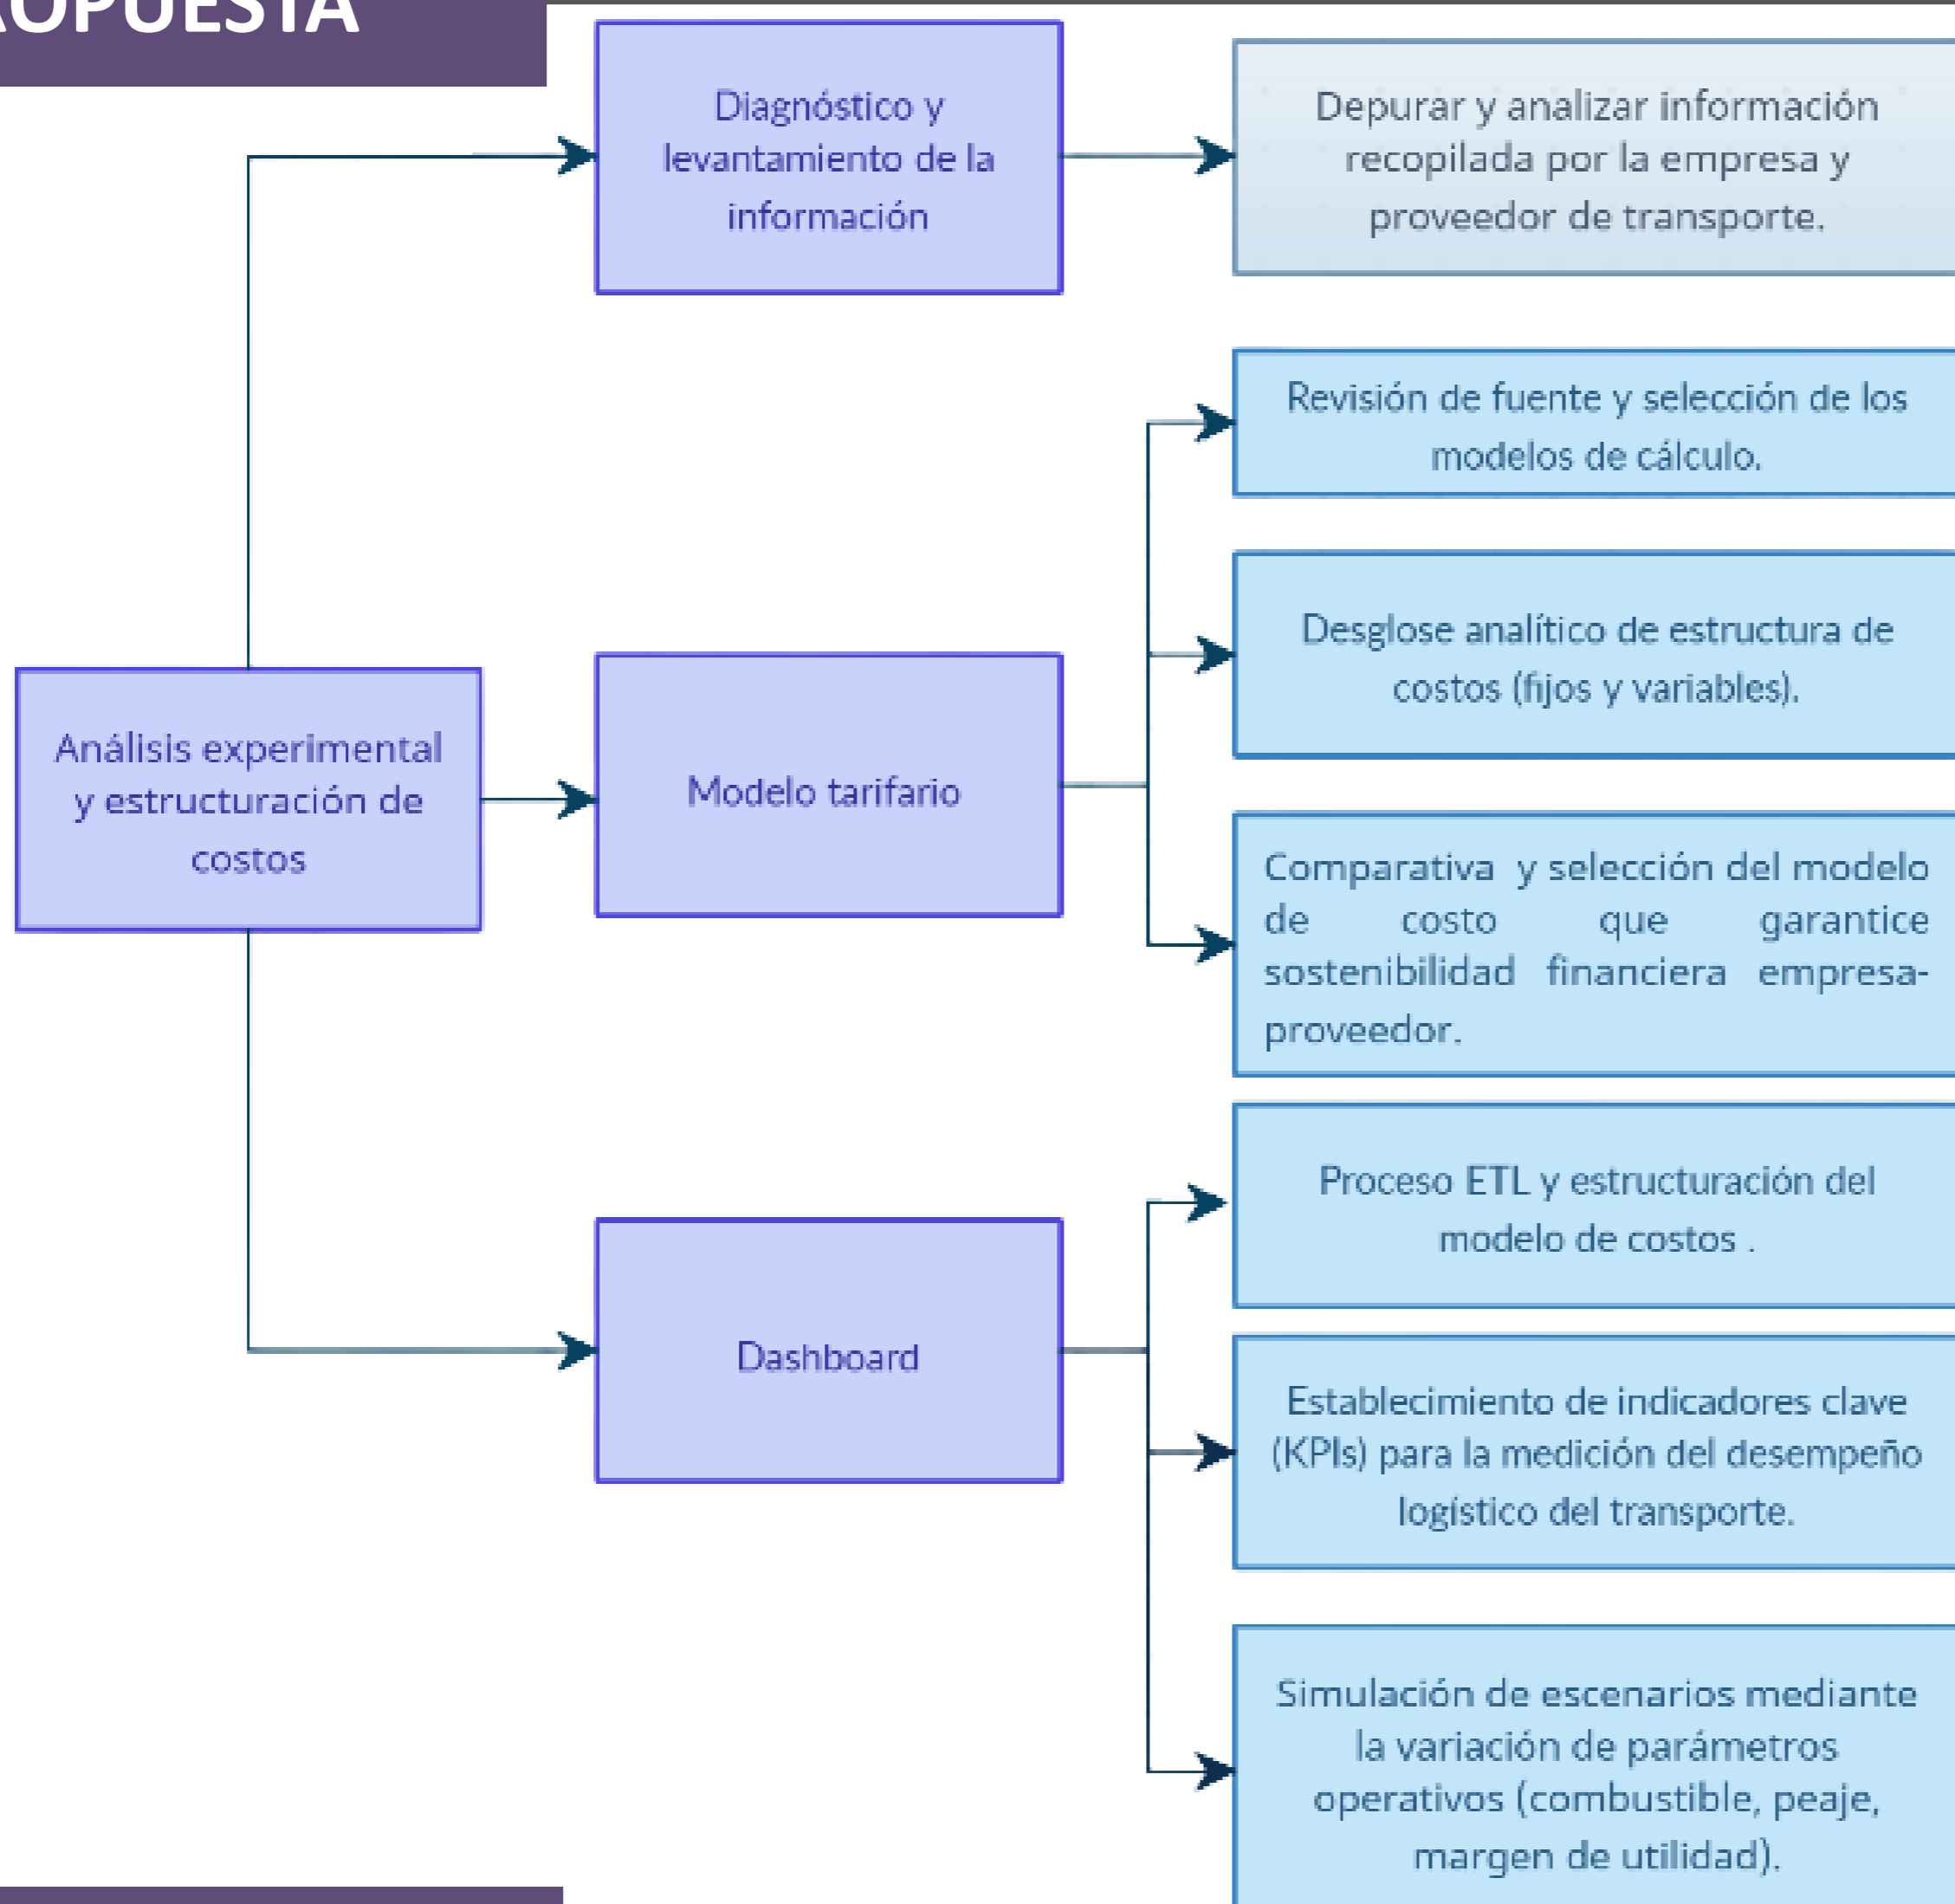 OPUESTA
Diagnóstico y
levantamiento de la
información
Depurar y analizar información
recopilada por la empresa y
proveedor de transporte.
Análisis experimental
y estructuración de
costos
Modelo tarifario
Revisión de fuente y selección de los
modelos de cálculo.
Desglose analítico de estructura de
costos (fijos y variables).
Comparativa y selección del modelo
de costo que garantice
sostenibilidad financiera empresa-
proveedor.
Dashboard
Proceso ETL y estructuración del
modelo de costos .
Establecimiento de indicadores clave
(KPIs) para la medición del desempeño
logístico del transporte.
Simulación de escenarios mediante
la variación de parámetros
operativos (combustible, peaje,
margen de utilidad).